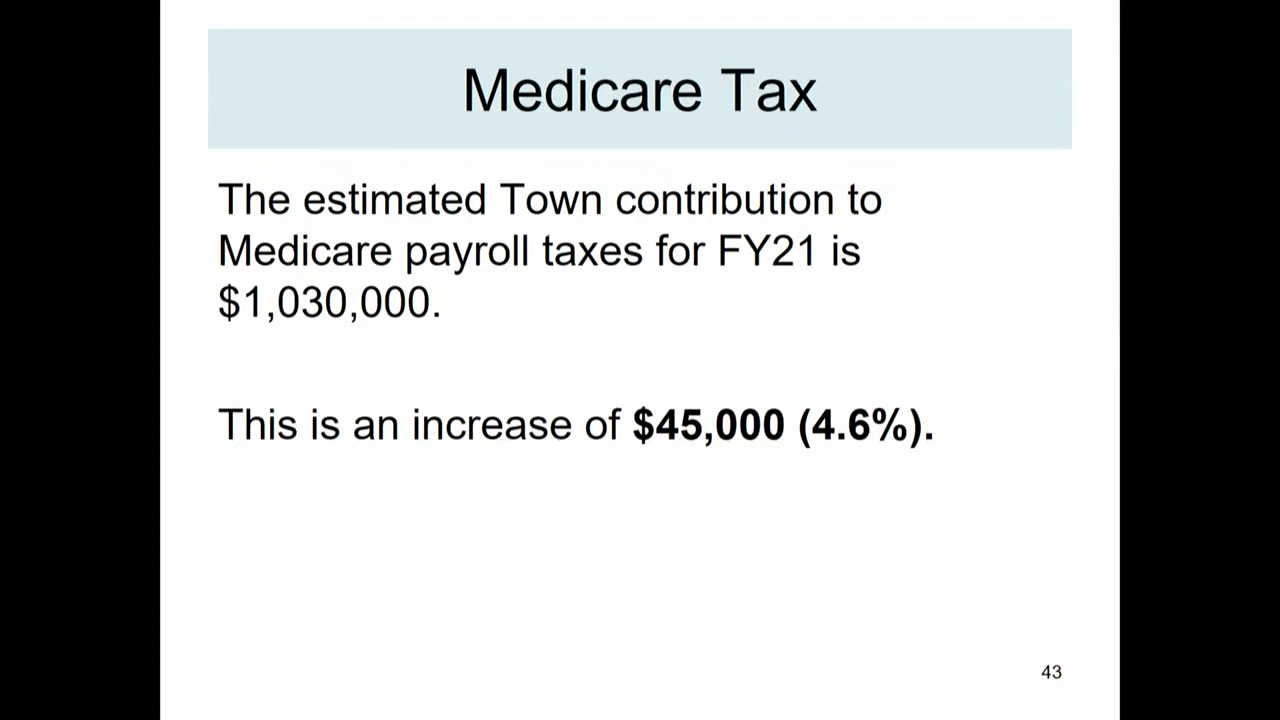 Medicare Tax
The estimated Town contribution to
Medicare payroll taxes for FY21 is
$1,030,000.
This is an increase of $45,000 (4.6%).
43